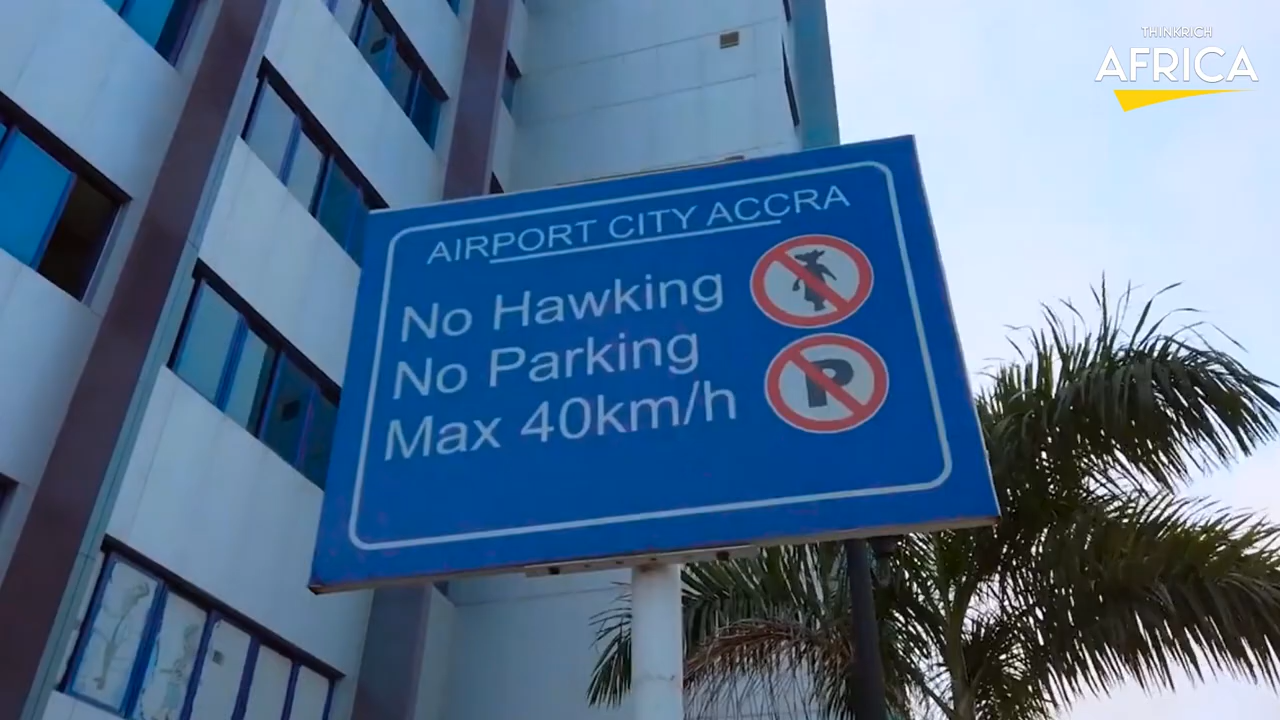 THINKRICH
AFRICA
AIRPORT CITY ACCRA
No Hawking
No Parking
Max 40km/h
P